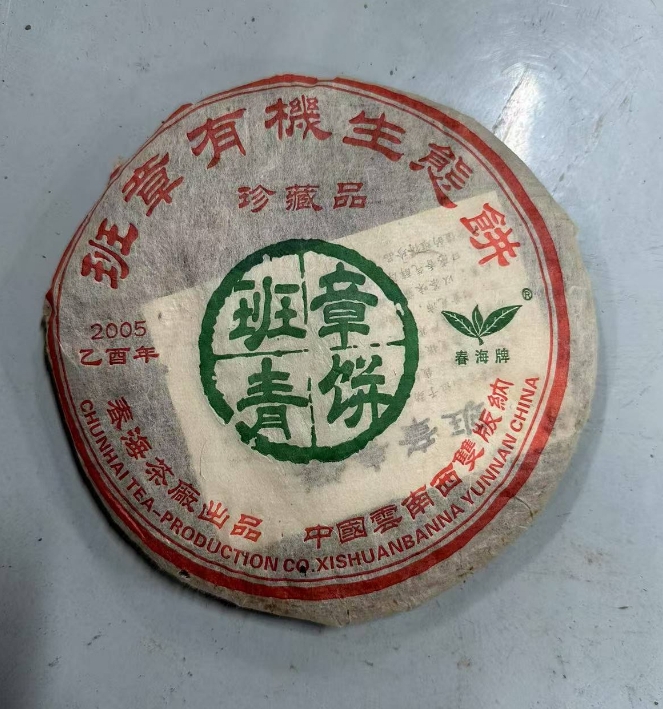 班章有機生態餅
珍藏品
班章
青饼
2005
乙酉年
®
春海牌
春海茶廠出品 中國雲南西雙版納
CHUNHAI TEA-PRODUCTION CO.XISHUANBANNA YUNNAN CHINA